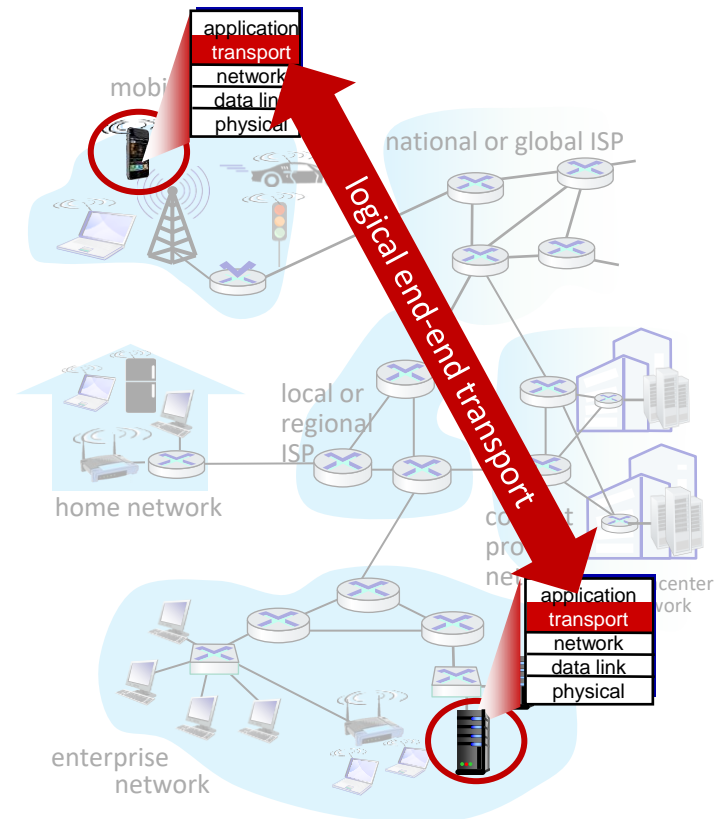 application
transport
network
data link
physical
national or global ISP
logical end-end transport
local or
regional
ISP
home network
center
application
transport
network
data link
physical
enterprise
network